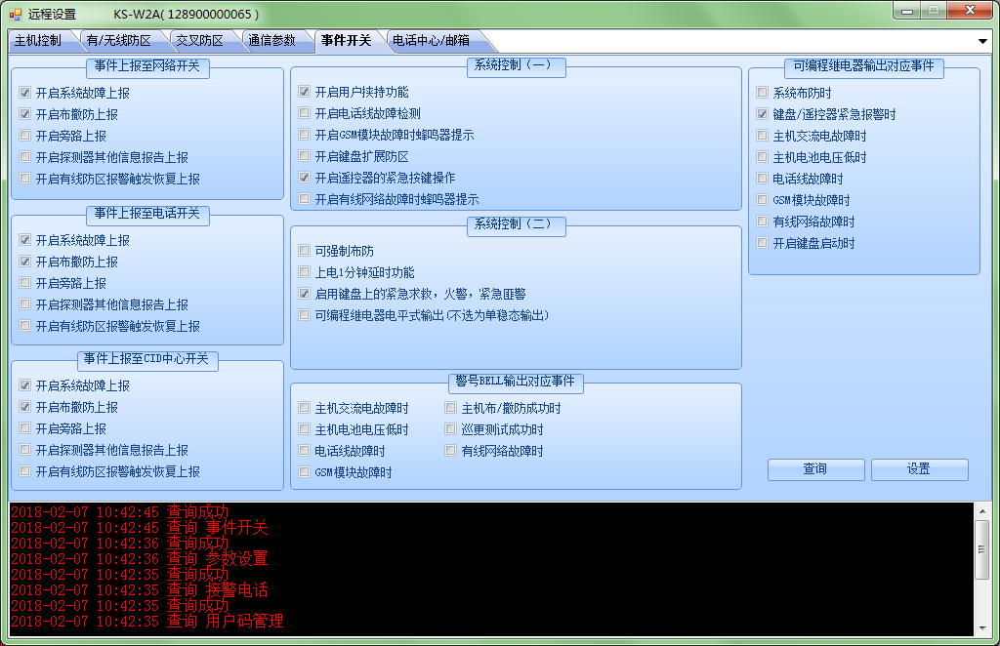 远程设置 KS-W2A( 128900000065 )
主机控制 有/无线防区 交叉防区 通信参数 事件开关 电话中心/邮箱
事件上报至网络开关
开启系统故障上报
开启布撤防上报
开启旁路上报
开启探测器其他信息报告上报
开启有线防区报警触发恢复上报
事件上报至电话开关
开启系统故障上报
开启布撤防上报
开启旁路上报
开启探测器其他信息报告上报
开启有线防区报警触发恢复上报
事件上报至CID中心开关
开启系统故障上报
开启布撤防上报
开启旁路上报
开启探测器其他信息报告上报
开启有线防区报警触发恢复上报
系统控制（一）
开启用户挟持功能
开启电话线故障检测
开启GSM模块故障时蜂鸣器提示
开启键盘扩展防区
开启遥控器的紧急按键操作
开启有线网络故障时蜂鸣器提示
系统控制（二）
可强制布防
上电1分钟延时功能
启用键盘上的紧急求救，火警，紧急匪警
可编程继电器电平式输出(不选为单稳态输出)
警号BELL输出对应事件
主机交流电故障时 主机布/撤防成功时
主机电池电压低时 巡更测试成功时
电话线故障时 有线网络故障时
GSM模块故障时
可编程继电器输出对应事件
系统布防时
键盘/遥控器紧急报警时
主机交流电故障时
主机电池电压低时
电话线故障时
GSM模块故障时
有线网络故障时
开启键盘启动时
查询 设置
2018-02-07 10:42:45 查询成功
2018-02-07 10:42:45 查询 事件开关
2018-02-07 10:42:36 查询成功
2018-02-07 10:42:36 查询 参数设置
2018-02-07 10:42:35 查询成功
2018-02-07 10:42:35 查询 接警电话
2018-02-07 10:42:35 查询成功
2018-02-07 10:42:35 查询 用户码管理